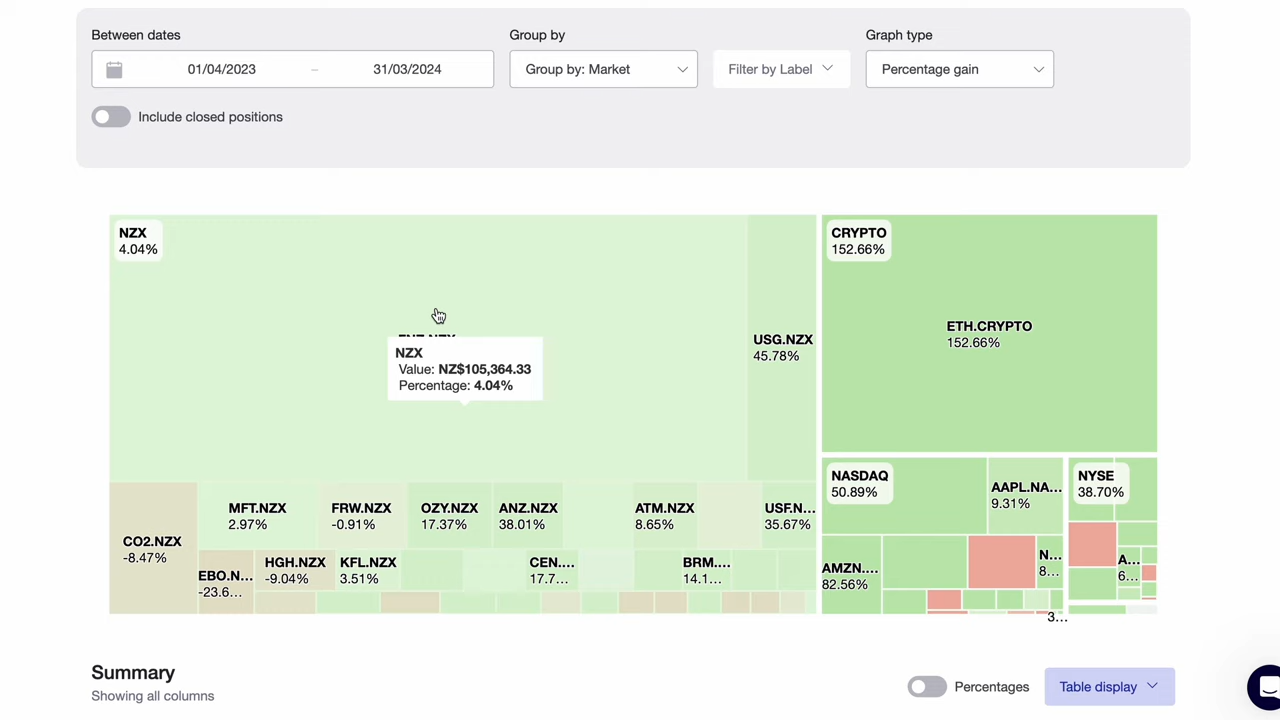 Between dates
Group by
Graph type
01/04/2023
–
31/03/2024
Group by: Market
Filter by Label
Percentage gain
Include closed positions
NZX
4.04%
USG.NZX
45.78%
NZX
Value: NZ$105,364.33
Percentage: 4.04%
CRYPTO
152.66%
ETH.CRYPTO
152.66%
CO2.NZX
-8.47%
MFT.NZX
2.97%
FRW.NZX
-0.91%
OZY.NZX
17.37%
ANZ.NZX
38.01%
ATM.NZX
8.65%
USF.N...
35.67%
EBO.N...
-23.6...
HGH.NZX
-9.04%
KFL.NZX
3.51%
CEN....
17.7...
BRM....
14.1...
NASDAQ
50.89%
AAPL.NA...
9.31%
AMZN....
82.56%
N...
8...
NYSE
38.70%
A...
6...
3...
Summary
Showing all columns
Percentages
Table display